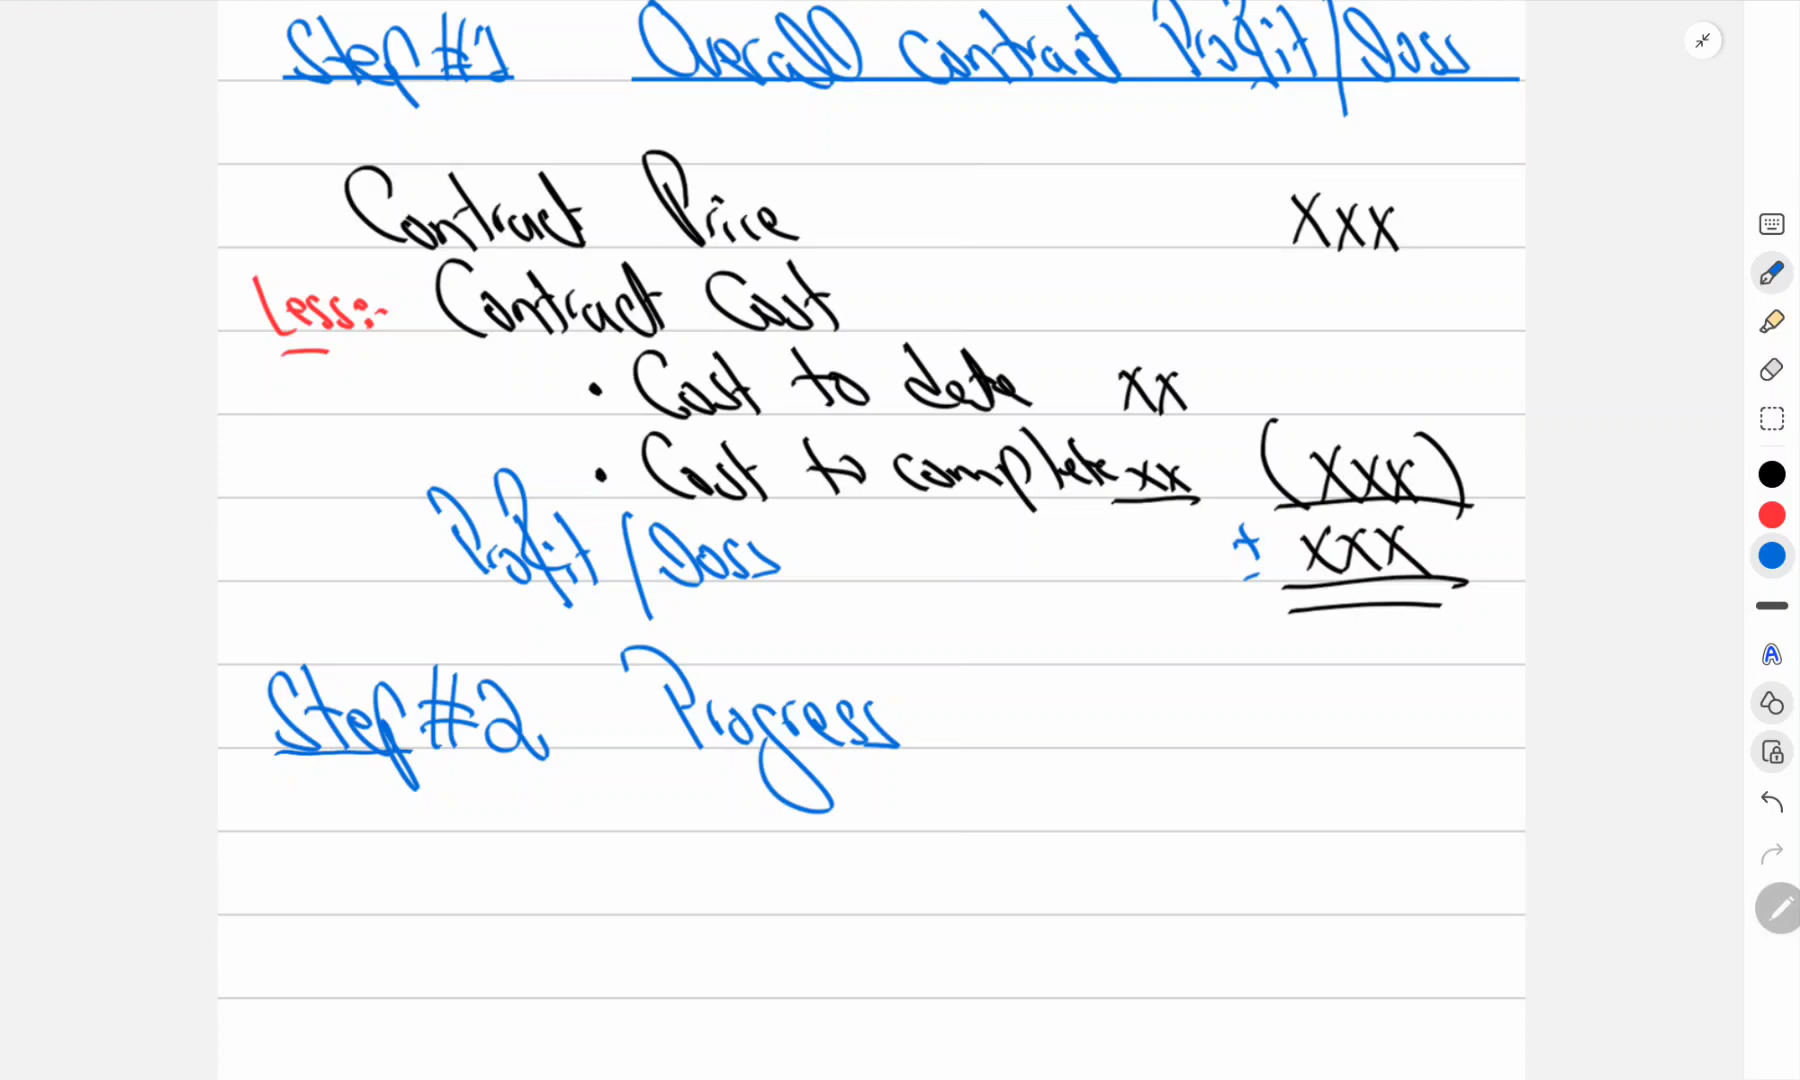 Step #1 Overall Contract Profit/Loss
Contract Price xxx
Less:- Contract Cost
• Cost to date xx
• Cost to complete xx (xxx)
Profit/Loss ± xxx
Step #2 Progress